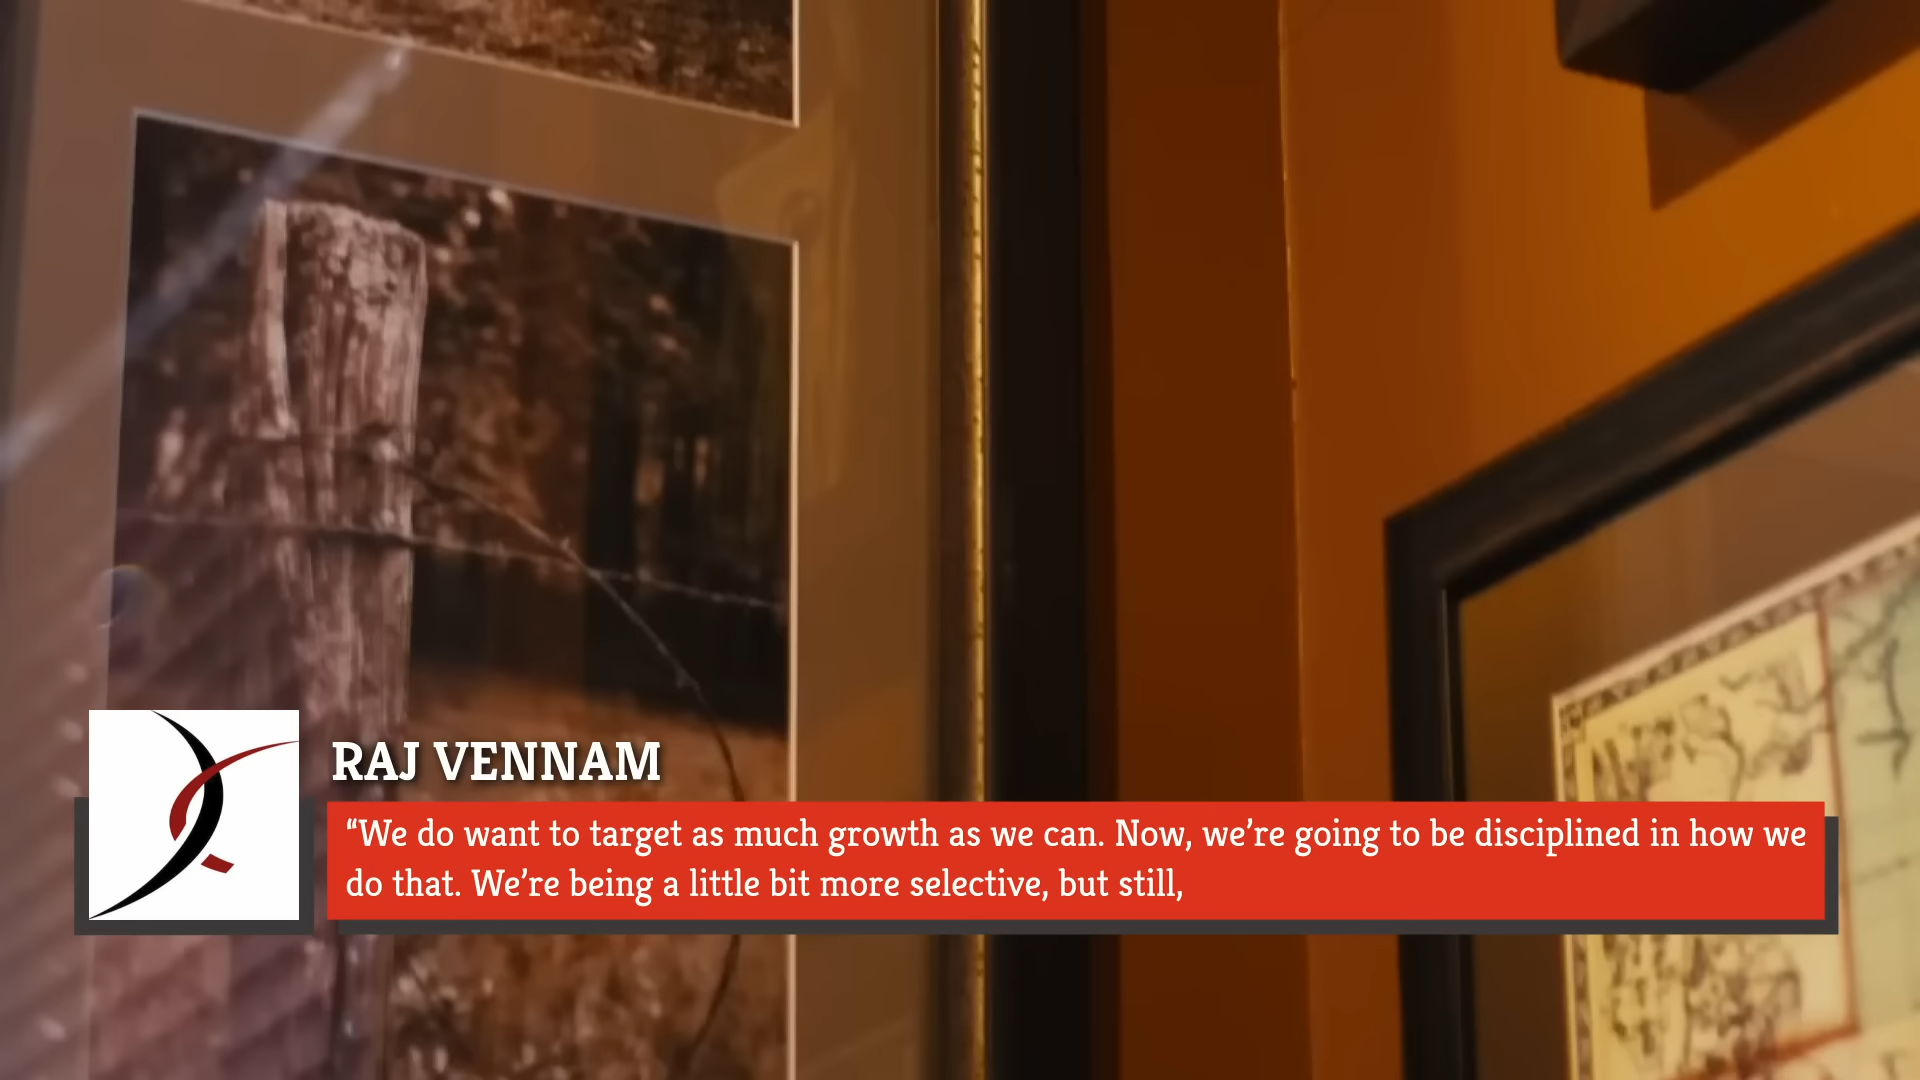 RAJ VENNAM
“We do want to target as much growth as we can. Now, we’re going to be disciplined in how we
do that. We’re being a little bit more selective, but still,